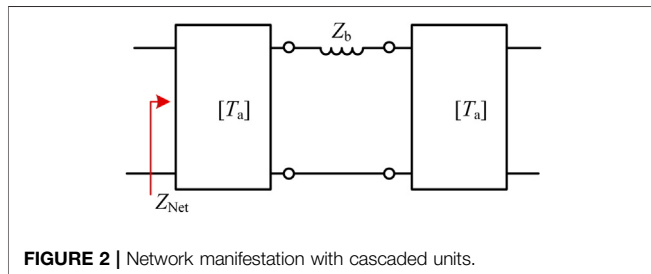 Z_b
[T_a]
[T_a]
Z_Net
FIGURE 2 | Network manifestation with cascaded units.